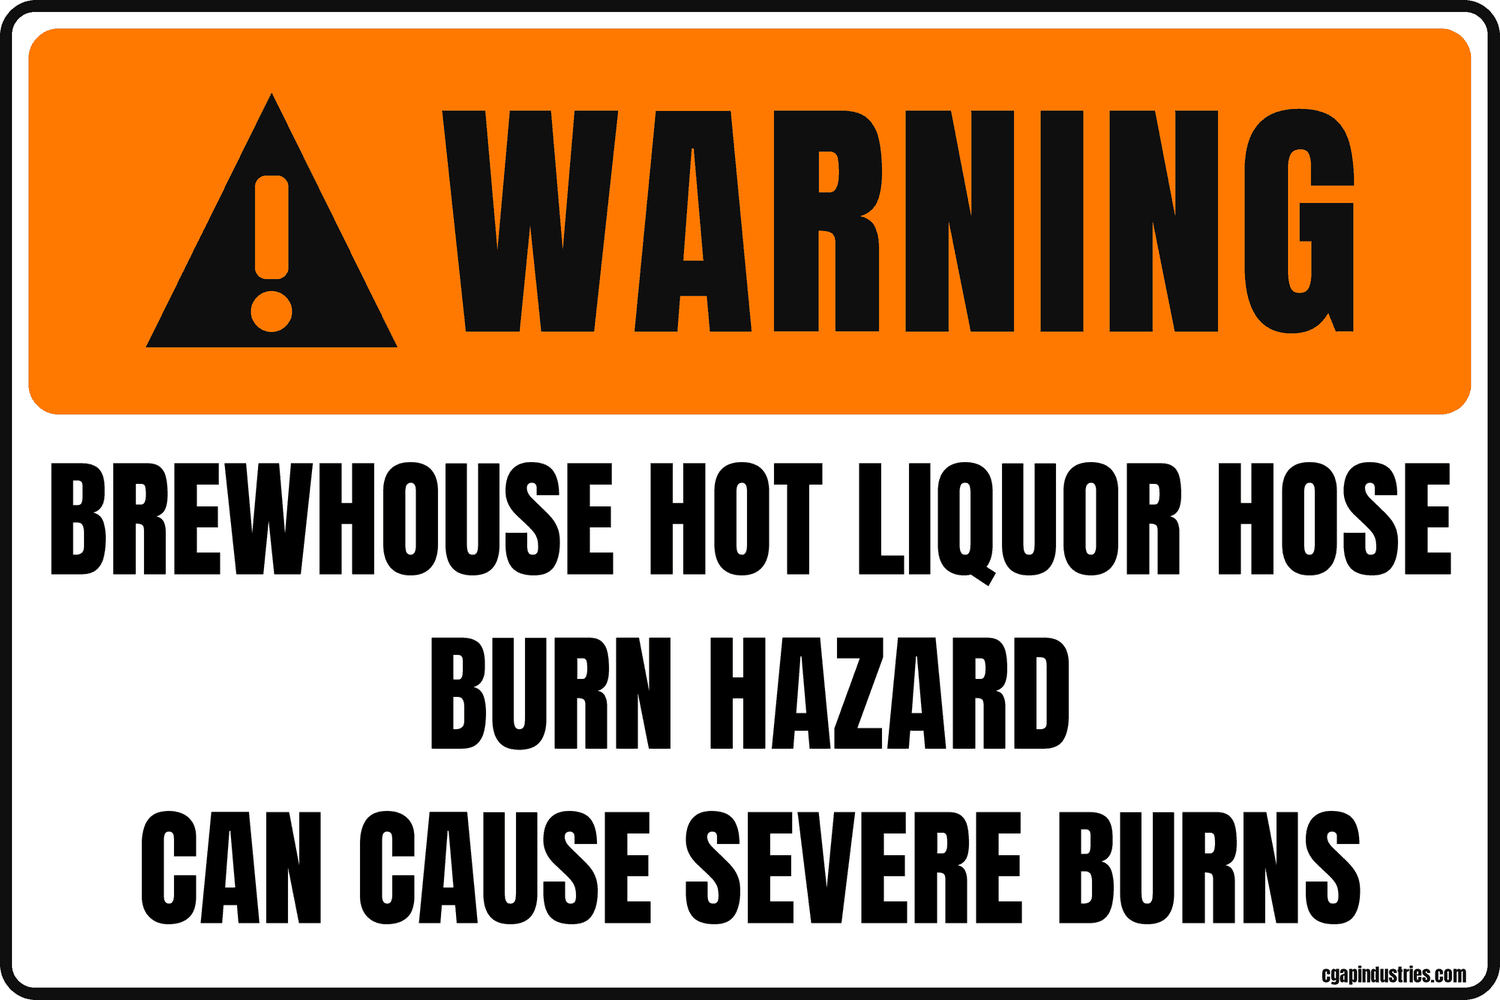 WARNING
BREWHOUSE HOT LIQUOR HOSE
BURN HAZARD
CAN CAUSE SEVERE BURNS
cgapindustries.com